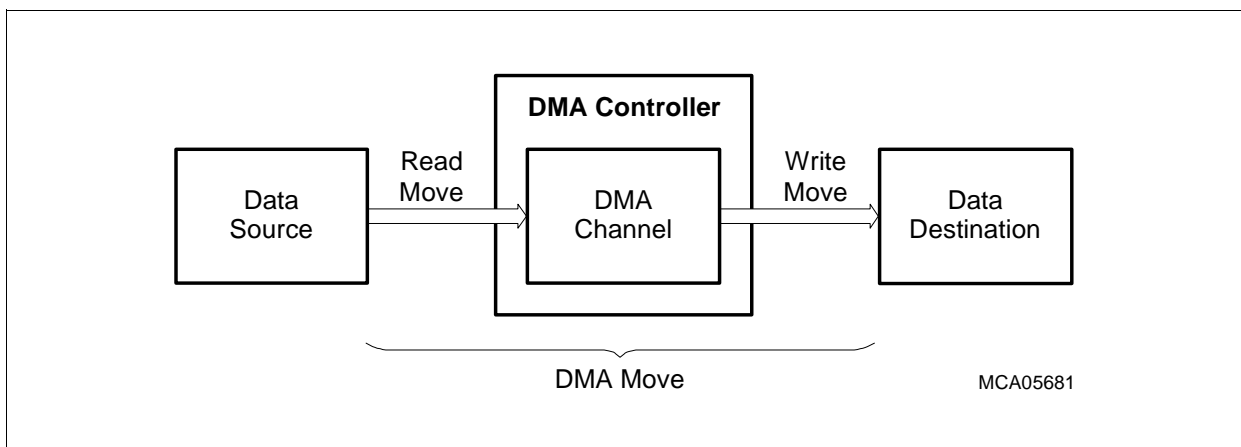 DMA Controller
Data
Source
Read
Move
DMA
Channel
Write
Move
Data
Destination
DMA Move
MCA05681